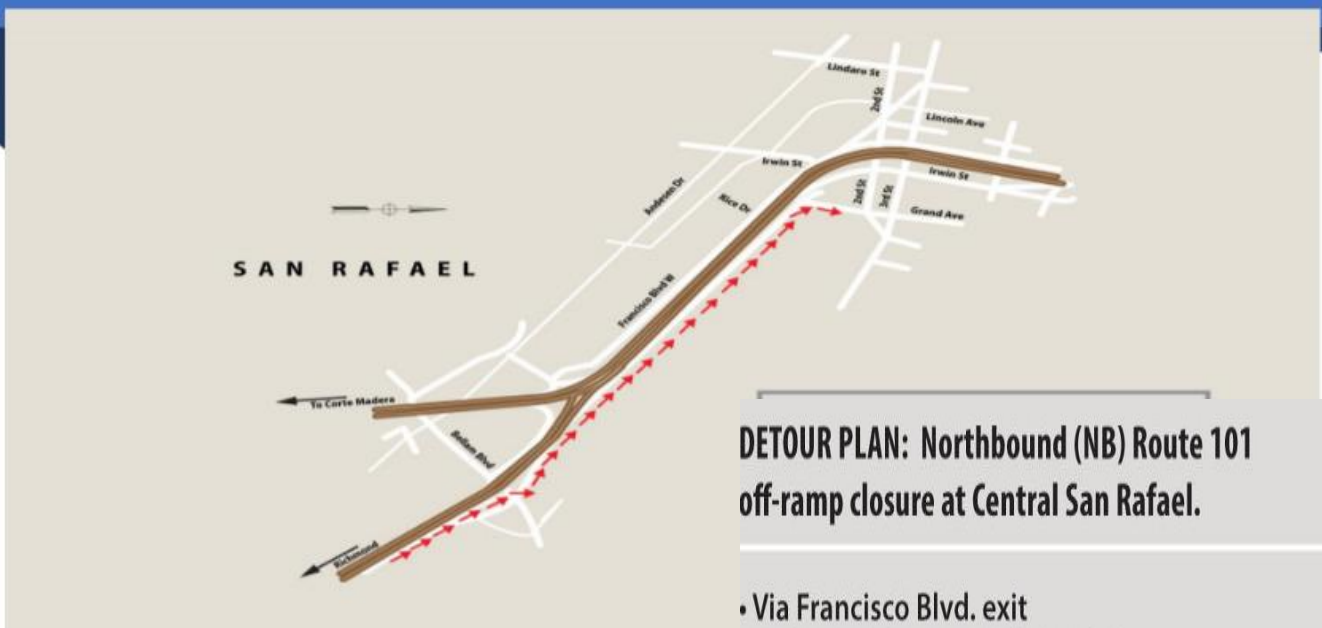 Lindaro St
2nd St
Lincoln Ave
Irwin St
Irwin St
Andesen Dr
Rice Dr
2nd St
3rd St
Grand Ave
SAN RAFAEL
Francisco Blvd W
To Corte Madera
Bellam Blvd
Richmond
DETOUR PLAN: Northbound (NB) Route 101
off-ramp closure at Central San Rafael.
• Via Francisco Blvd. exit